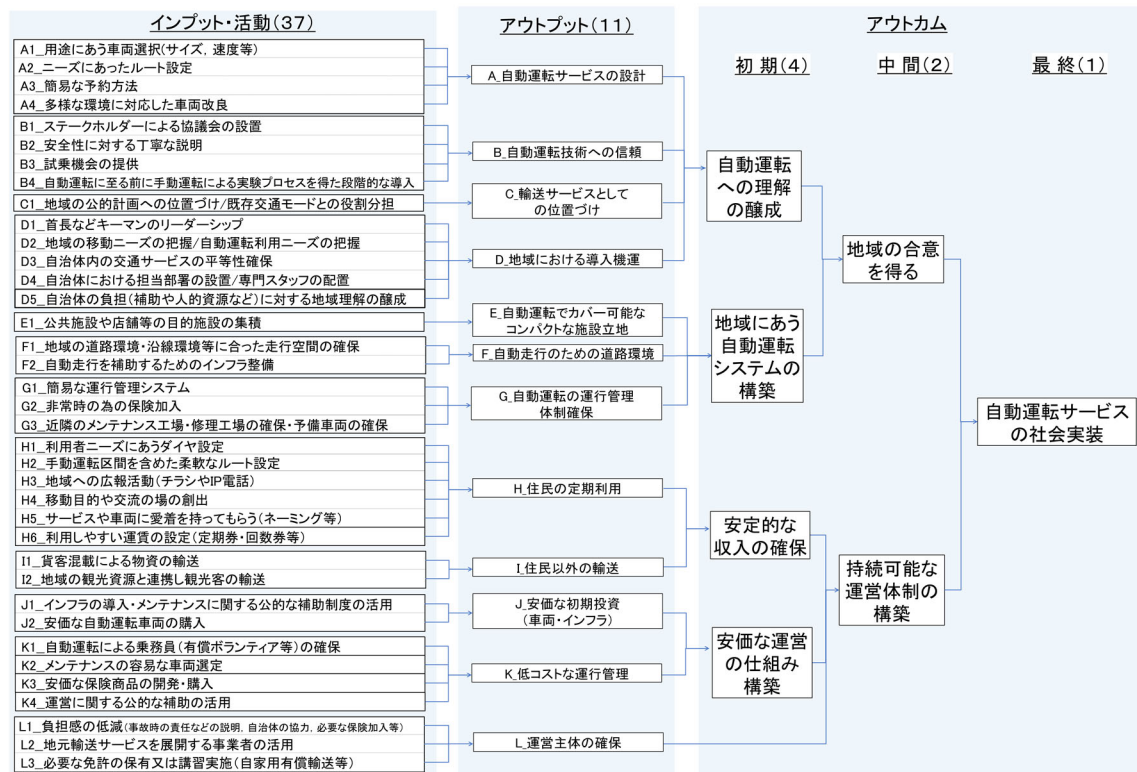 インプット・活動(37)
A1_用途にあう車両選択(サイズ, 速度等)
A2_ニーズにあったルート設定
A3_簡易な予約方法
A4_多様な環境に対応した車両改良
B1_ステークホルダーによる協議会の設置
B2_安全性に対する丁寧な説明
B3_試乗機会の提供
B4_自動運転に至る前に手動運転による実験プロセスを得た段階的な導入
C1_地域の公的計画への位置づけ/既存交通モードとの役割分担
D1_首長などキーマンのリーダーシップ
D2_地域の移動ニーズの把握/自動運転利用ニーズの把握
D3_自治体内の交通サービスの平等性確保
D4_自治体における担当部署の設置/専門スタッフの配置
D5_自治体の負担(補助や人的資源など)に対する地域理解の醸成
E1_公共施設や店舗等の目的施設の集積
F1_地域の道路環境・沿線環境等に合った走行空間の確保
F2_自動走行を補助するためのインフラ整備
G1_簡易な運行管理システム
G2_非常時の為の保険加入
G3_近隣のメンテナンス工場・修理工場の確保・予備車両の確保
H1_利用者ニーズにあうダイヤ設定
H2_手動運転区間を含めた柔軟なルート設定
H3_地域への広報活動(チラシやIP電話)
H4_移動目的や交流の場の創出
H5_サービスや車両に愛着を持ってもらう(ネーミング等)
H6_利用しやすい運賃の設定(定期券・回数券等)
I1_貨客混載による物資の輸送
I2_地域の観光資源と連携し観光客の輸送
J1_インフラの導入・メンテナンスに関する公的な補助制度の活用
J2_安価な自動運転車両の購入
K1_自動運転による乗務員(有償ボランティア等)の確保
K2_メンテナンスの容易な車両選定
K3_安価な保険商品の開発・購入
K4_運営に関する公的な補助の活用
L1_負担感の低減(事故時の責任などの説明, 自治体の協力, 必要な保険加入等)
L2_地元輸送サービスを展開する事業者の活用
L3_必要な免許の保有又は講習実施(自家用有償輸送等)
アウトプット(11)
A_自動運転サービスの設計
B_自動運転技術への信頼
C_輸送サービスとして
の位置づけ
D_地域における導入機運
E_自動運転でカバー可能な
コンパクトな施設立地
F_自動走行のための道路環境
G_自動運転の運行管理
体制確保
H_住民の定期利用
I_住民以外の輸送
J_安価な初期投資
(車両・インフラ)
K_低コストな運行管理
L_運営主体の確保
アウトカム
初期(4)
中間(2)
最終(1)
自動運転
への理解
の醸成
地域にあう
自動運転
システムの
構築
安定的な
収入の確保
安価な運営
の仕組み
構築
地域の合意
を得る
持続可能な
運営体制の
構築
自動運転サービス
の社会実装